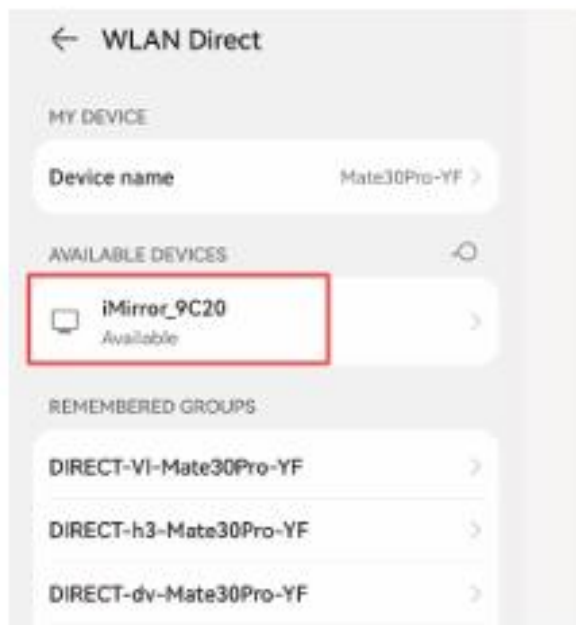 WLAN Direct
MY DEVICE
Device name Mate30Pro-YF
AVAILABLE DEVICES
iMirror_9C20
Available
REMEMBERED GROUPS
DIRECT-VI-Mate30Pro-YF
DIRECT-h3-Mate30Pro-YF
DIRECT-dv-Mate30Pro-YF